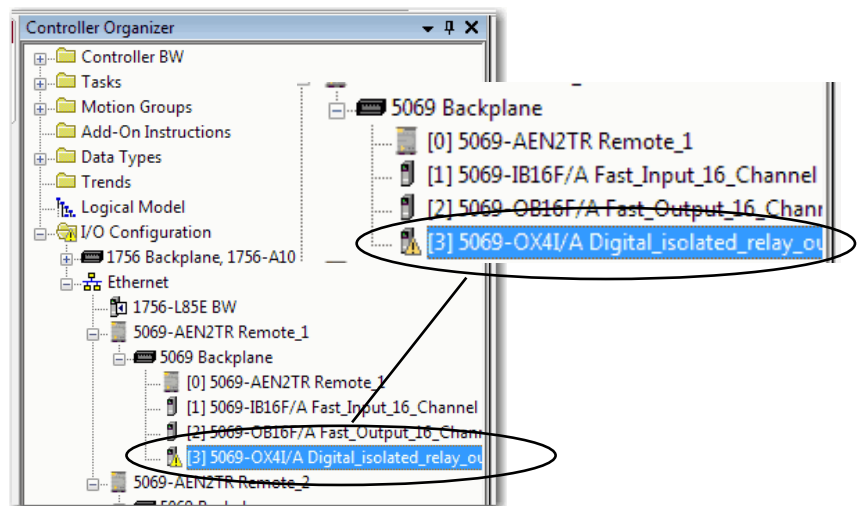 Controller Organizer
Controller BW
Tasks
Motion Groups
Add-On Instructions
Data Types
Trends
Logical Model
I/O Configuration
1756 Backplane, 1756-A10
Ethernet
1756-L85E BW
5069-AEN2TR Remote_1
5069 Backplane
[0] 5069-AEN2TR Remote_1
[1] 5069-IB16F/A Fast_Input_16_Channel
[2] 5069-OB16F/A Fast_Output_16_Chann
[3] 5069-OX4I/A Digital_isolated_relay_ou
5069-AEN2TR Remote_2
5069 Backplane
[0] 5069-AEN2TR Remote_1
[1] 5069-IB16F/A Fast_Input_16_Channel
[2] 5069-OB16F/A Fast_Output_16_Chann
[3] 5069-OX4I/A Digital_isolated_relay_ou